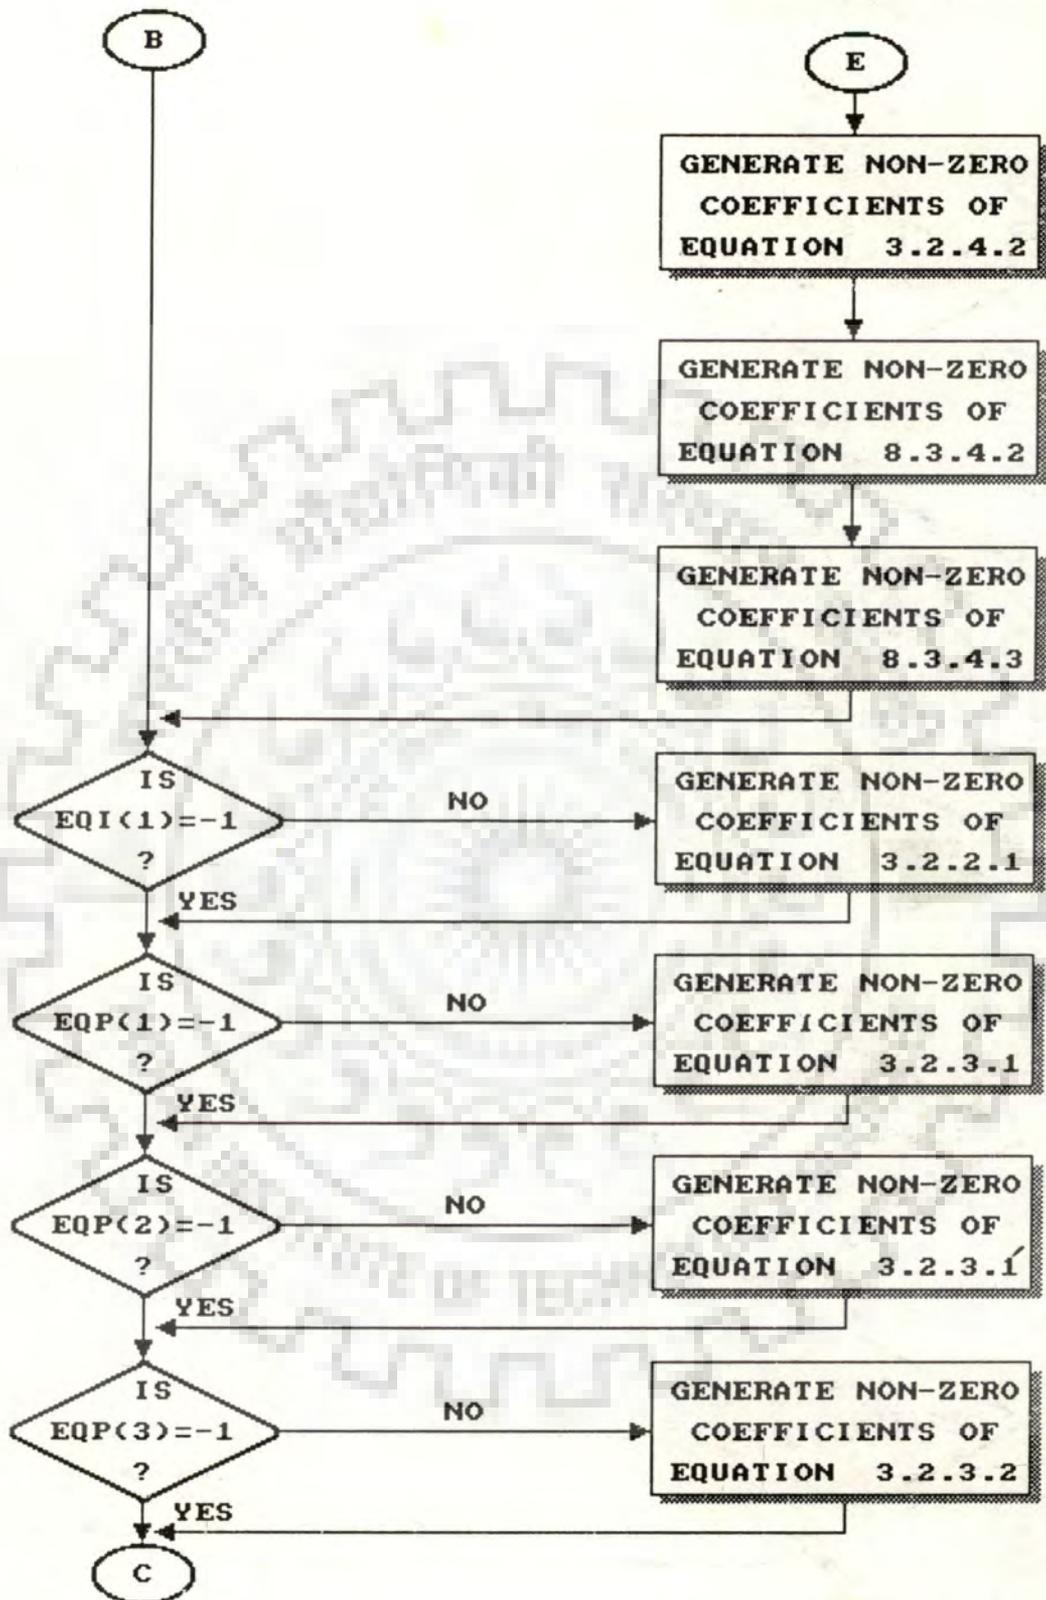 B
E
GENERATE NON-ZERO
COEFFICIENTS OF
EQUATION 3.2.4.2
GENERATE NON-ZERO
COEFFICIENTS OF
EQUATION 8.3.4.2
GENERATE NON-ZERO
COEFFICIENTS OF
EQUATION 8.3.4.3
IS
EQI(1)=-1
?
NO
YES
GENERATE NON-ZERO
COEFFICIENTS OF
EQUATION 3.2.2.1
IS
EQP(1)=-1
?
NO
YES
GENERATE NON-ZERO
COEFFICIENTS OF
EQUATION 3.2.3.1
IS
EQP(2)=-1
?
NO
YES
GENERATE NON-ZERO
COEFFICIENTS OF
EQUATION 3.2.3.1
IS
EQP(3)=-1
?
NO
YES
GENERATE NON-ZERO
COEFFICIENTS OF
EQUATION 3.2.3.2
C
OF TECH